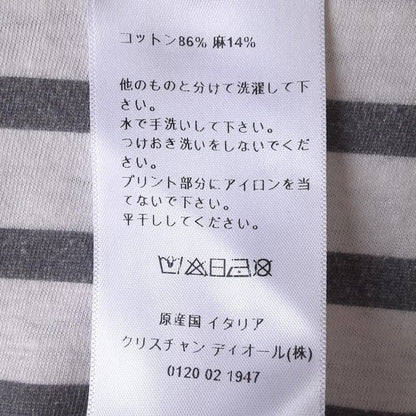 コットン86% 麻14%
他のものと分けて洗濯して下
さい。
水で手洗いして下さい。
つけおき洗いをしないでくだ
さい。
プリント部分にアイロンを当
てないで下さい。
平干ししてください。
原産国 イタリア
クリスチャン ディオール(株)
0120 02 1947